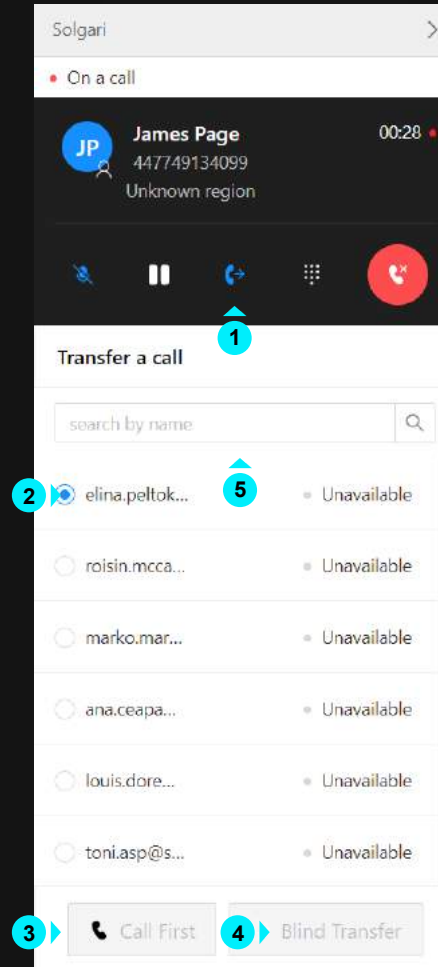 Solgari
On a call
JP
James Page
00:28
447749134099
Unknown region
1
Transfer a call
search by name
5
2
elina.peltok...
Unavailable
roisin.mcca...
Unavailable
marko.mar...
Unavailable
ana.ceapa...
Unavailable
louis.dore...
Unavailable
toni.asp@s...
Unavailable
3
Call First
4
Blind Transfer